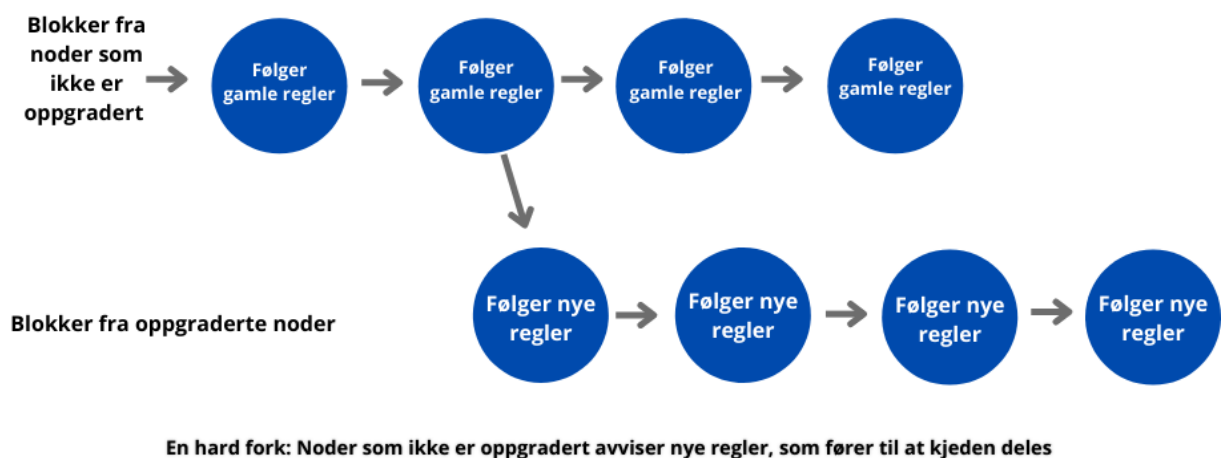 Blokker fra
noder som
ikke er
oppgradert
Følger
gamle regler
Følger
gamle regler
Følger
gamle regler
Følger
gamle regler
Blokker fra oppgraderte noder
Følger nye
regler
Følger nye
regler
Følger nye
regler
Følger nye
regler
En hard fork: Noder som ikke er oppgradert avviser nye regler, som fører til at kjeden deles